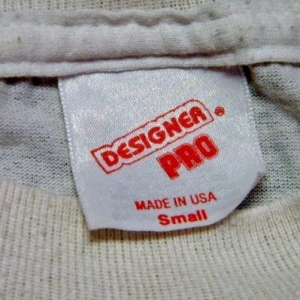 DESIGNER®
PRO
MADE IN USA
Small